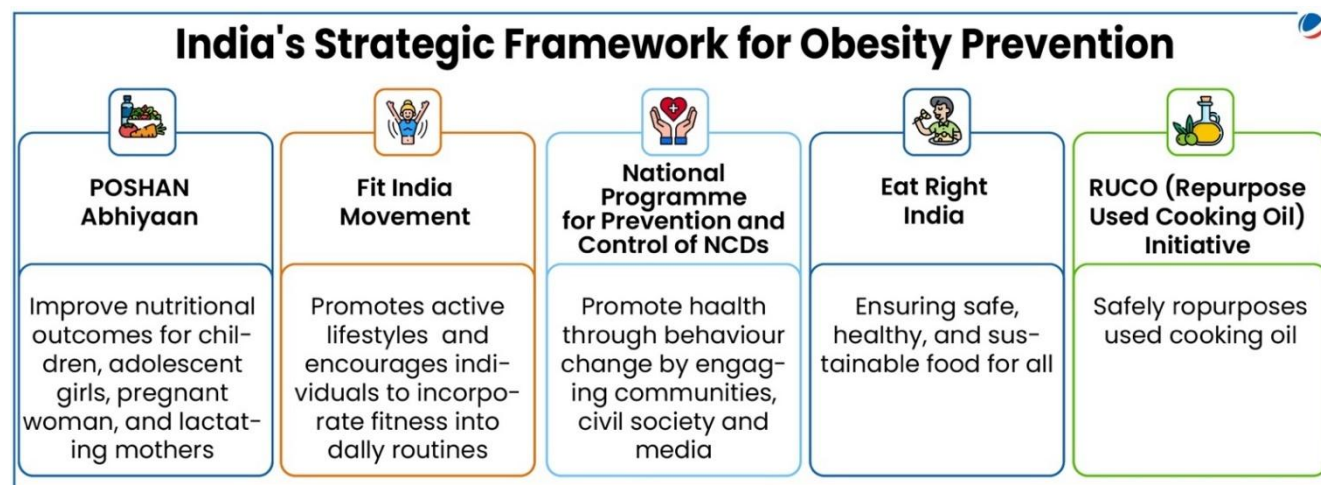 India's Strategic Framework for Obesity Prevention
POSHAN
Abhiyaan
Improve nutritional
outcomes for chil-
dren, adolescent
girls, pregnant
woman, and lactat-
ing mothers
Fit India
Movement
Promotes active
lifestyles and
encourages indi-
viduals to incorpo-
rate fitness into
dally routines
National
Programme
for Prevention and
Control of NCDs
Promote haalth
through behaviour
change by engag-
ing communities,
civil society and
media
Eat Right
India
Ensuring safe,
healthy, and sus-
tainable food for all
RUCO (Repurpose
Used Cooking Oil)
Initiative
Safely repurposes
used cooking oil